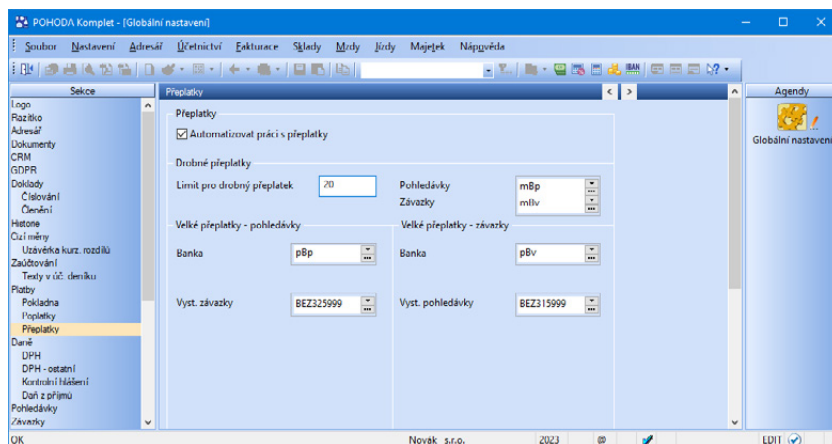 POHODA Komplet - [Globální nastavení]
Soubor Nastavení Adresář Účetnictví Fakturace Sklady Mzdy Jízdy Majetek Nápověda
IBAN
Sekce
Přeplatky
Agendy
Logo
Razítko
Adresář
Dokumenty
CRM
GDPR
Doklady
Číslování
Členění
Historie
Cizí měny
Uzávěrka kurz. rozdílů
Zaúčtování
Texty v úč. deníku
Platby
Pokladna
Poplatky
Přeplatky
Daně
DPH
DPH - ostatní
Kontrolní hlášení
Daň z příjmů
Pohledávky
Závazky
Přeplatky
Automatizovat práci s přeplatky
Drobné přeplatky
Limit pro drobný přeplatek 20 Pohledávky mBp
Závazky mBv
Velké přeplatky - pohledávky Velké přeplatky - závazky
Banka pBp Banka pBv
Vyst. závazky BEZ325999 Vyst. pohledávky BEZ315999
Globální nastavení
OK Novák s.r.o. 2023 @ EDIT